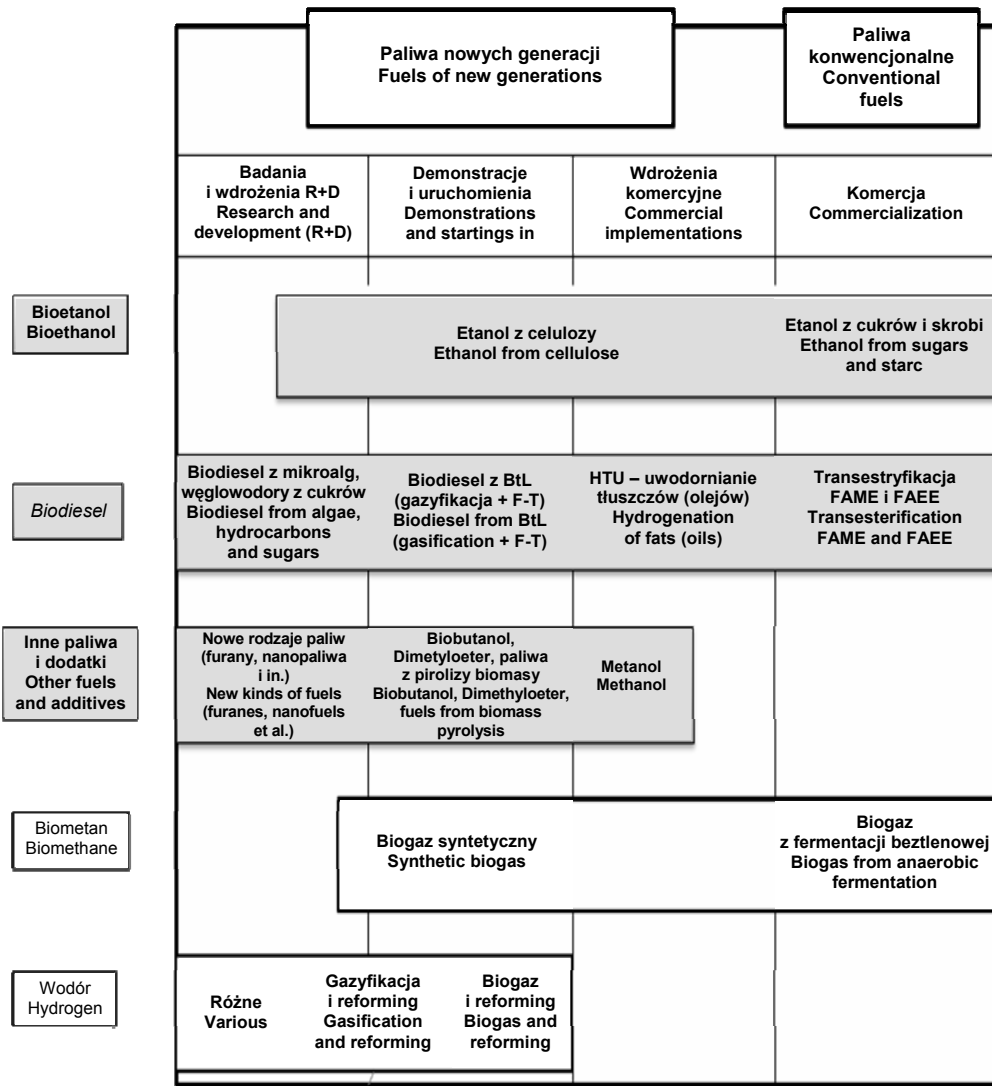 Paliwa nowych generacji
Fuels of new generations
Paliwa
konwencjonalne
Conventional
fuels
Badania
i wdrożenia R+D
Research and
development (R+D)
Demonstracje
i uruchomienia
Demonstrations
and startings in
Wdrożenia
komercyjne
Commercial
implementations
Komercja
Commercialization
Bioetanol
Bioethanol
Etanol z celulozy
Ethanol from cellulose
Etanol z cukrów i skrobi
Ethanol from sugars
and starc
Biodiesel
Biodiesel z mikroalg,
węglowodory z cukrów
Biodiesel from algae,
hydrocarbons
and sugars
Biodiesel z BtL
(gazyfikacja + F-T)
Biodiesel from BtL
(gasification + F-T)
HTU – uwodornianie
tłuszczów (olejów)
Hydrogenation
of fats (oils)
Transestryfikacja
FAME i FAEE
Transesterification
FAME and FAEE
Inne paliwa
i dodatki
Other fuels
and additives
Nowe rodzaje paliw
(furany, nanopaliwa
i in.)
New kinds of fuels
(furanes, nanofuels
et al.)
Biobutanol,
Dimetyloeter, paliwa
z pirolizy biomasy
Biobutanol, Dimethyloeter,
fuels from biomass
pyrolysis
Metanol
Methanol
Biometan
Biomethane
Biogaz syntetyczny
Synthetic biogas
Biogaz
z fermentacji beztlenowej
Biogas from anaerobic
fermentation
Wodór
Hydrogen
Różne
Various
Gazyfikacja
i reforming
Gasification
and reforming
Biogaz
i reforming
Biogas and
reforming